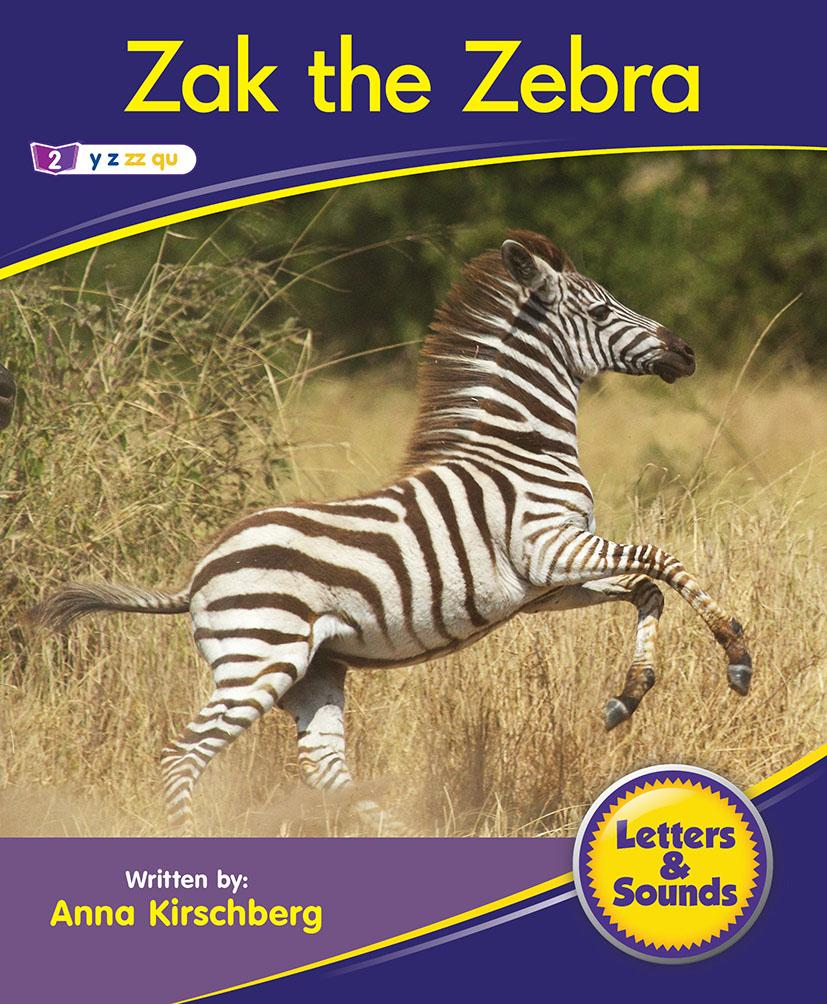 Zak the Zebra
2 y z zz qu
Written by:
Anna Kirschberg
Letters
&
Sounds